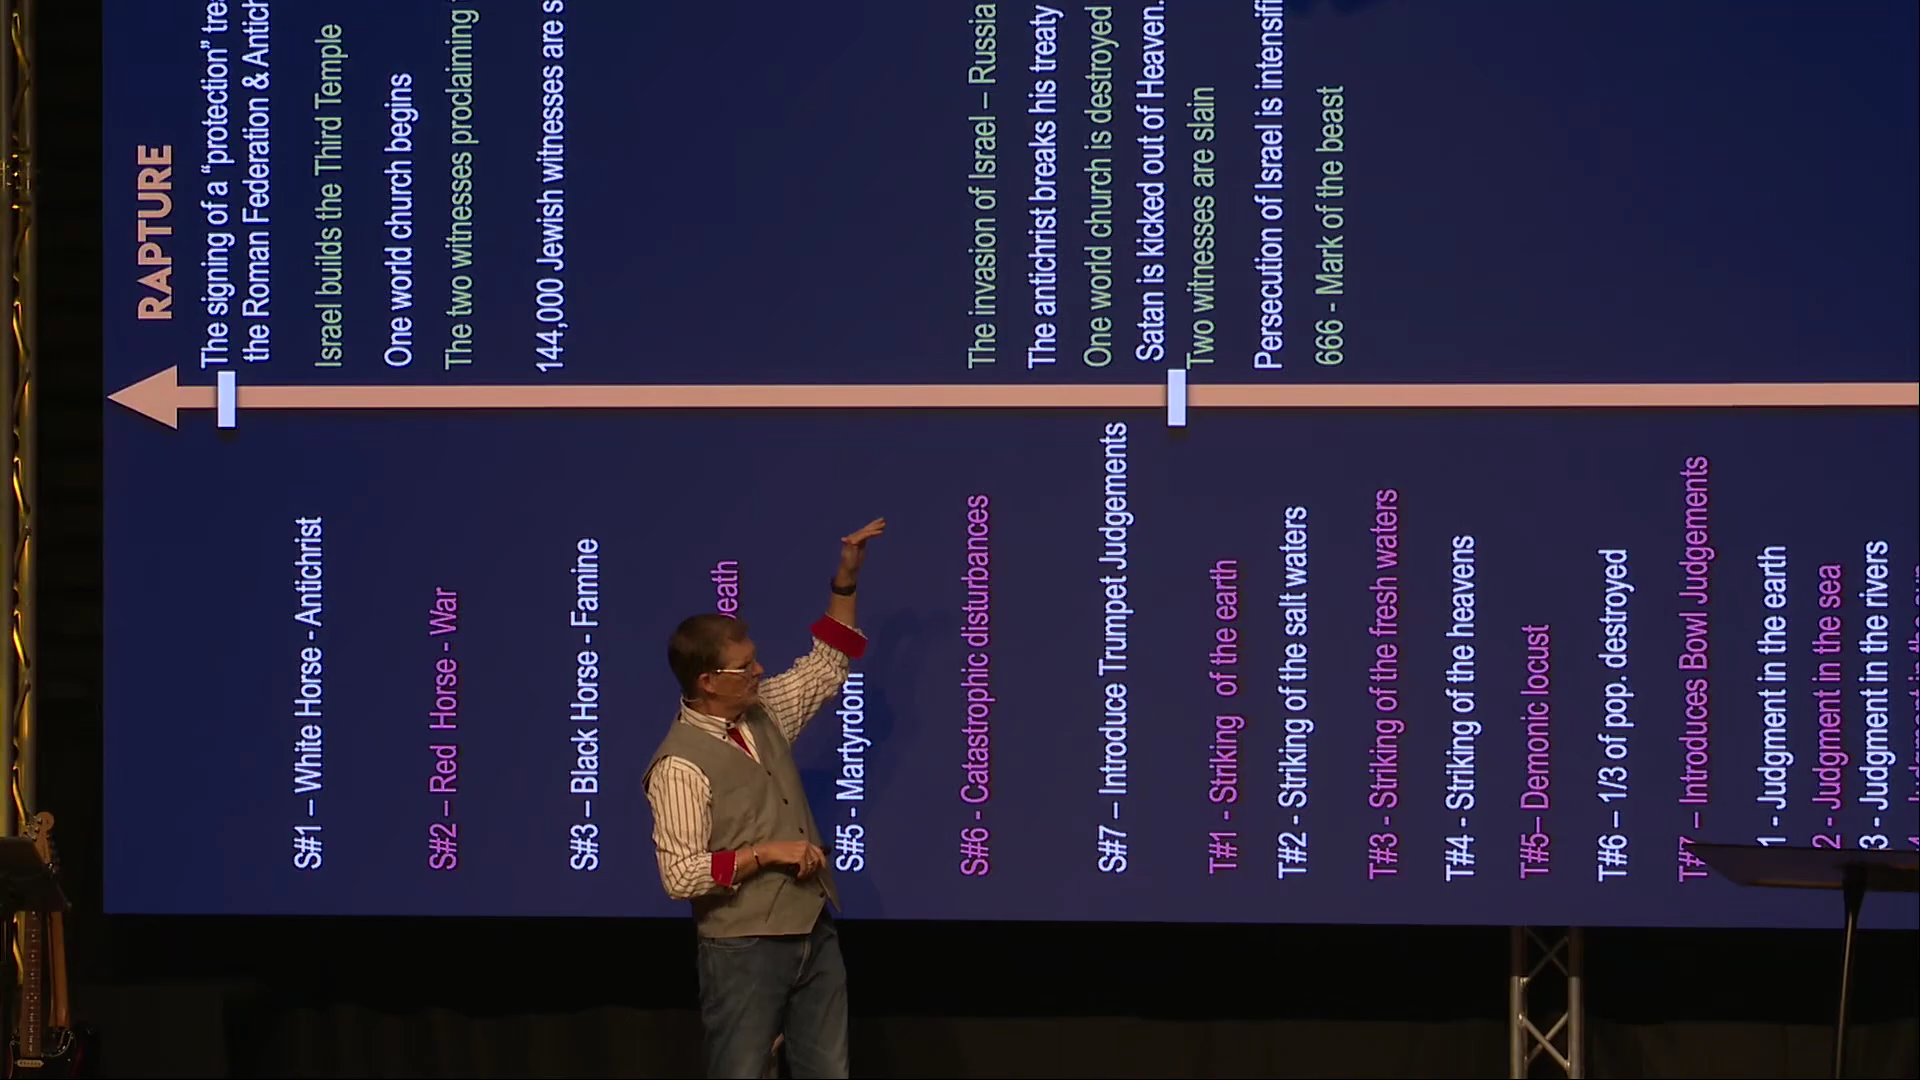 RAPTURE
The signing of a “protection”
the Roman Federation &
Israel builds the Third Temple
One world church begins
The two witnesses proclaiming
144,000 Jewish witnesses are
The invasion of Israel – Russia
The antichrist breaks his treaty
One world church is destroyed
Satan is kicked out of Heaven.
Two witnesses are slain
Persecution of Israel is
666 - Mark of the beast
S#1 – White Horse - Antichrist
S#2 – Red Horse - War
S#3 – Black Horse - Famine
S#5 - Martyrdom
S#6 - Catastrophic disturbances
S#7 – Introduce Trumpet Judgements
T#1 - Striking of the earth
T#2 - Striking of the salt waters
T#3 - Striking of the fresh waters
T#4 - Striking of the heavens
T#5– Demonic locust
T#6 – 1/3 of pop. destroyed
T#7 – Introduces Bowl Judgements
1 - Judgment in the earth
2 - Judgment in the sea
3 - Judgment in the rivers